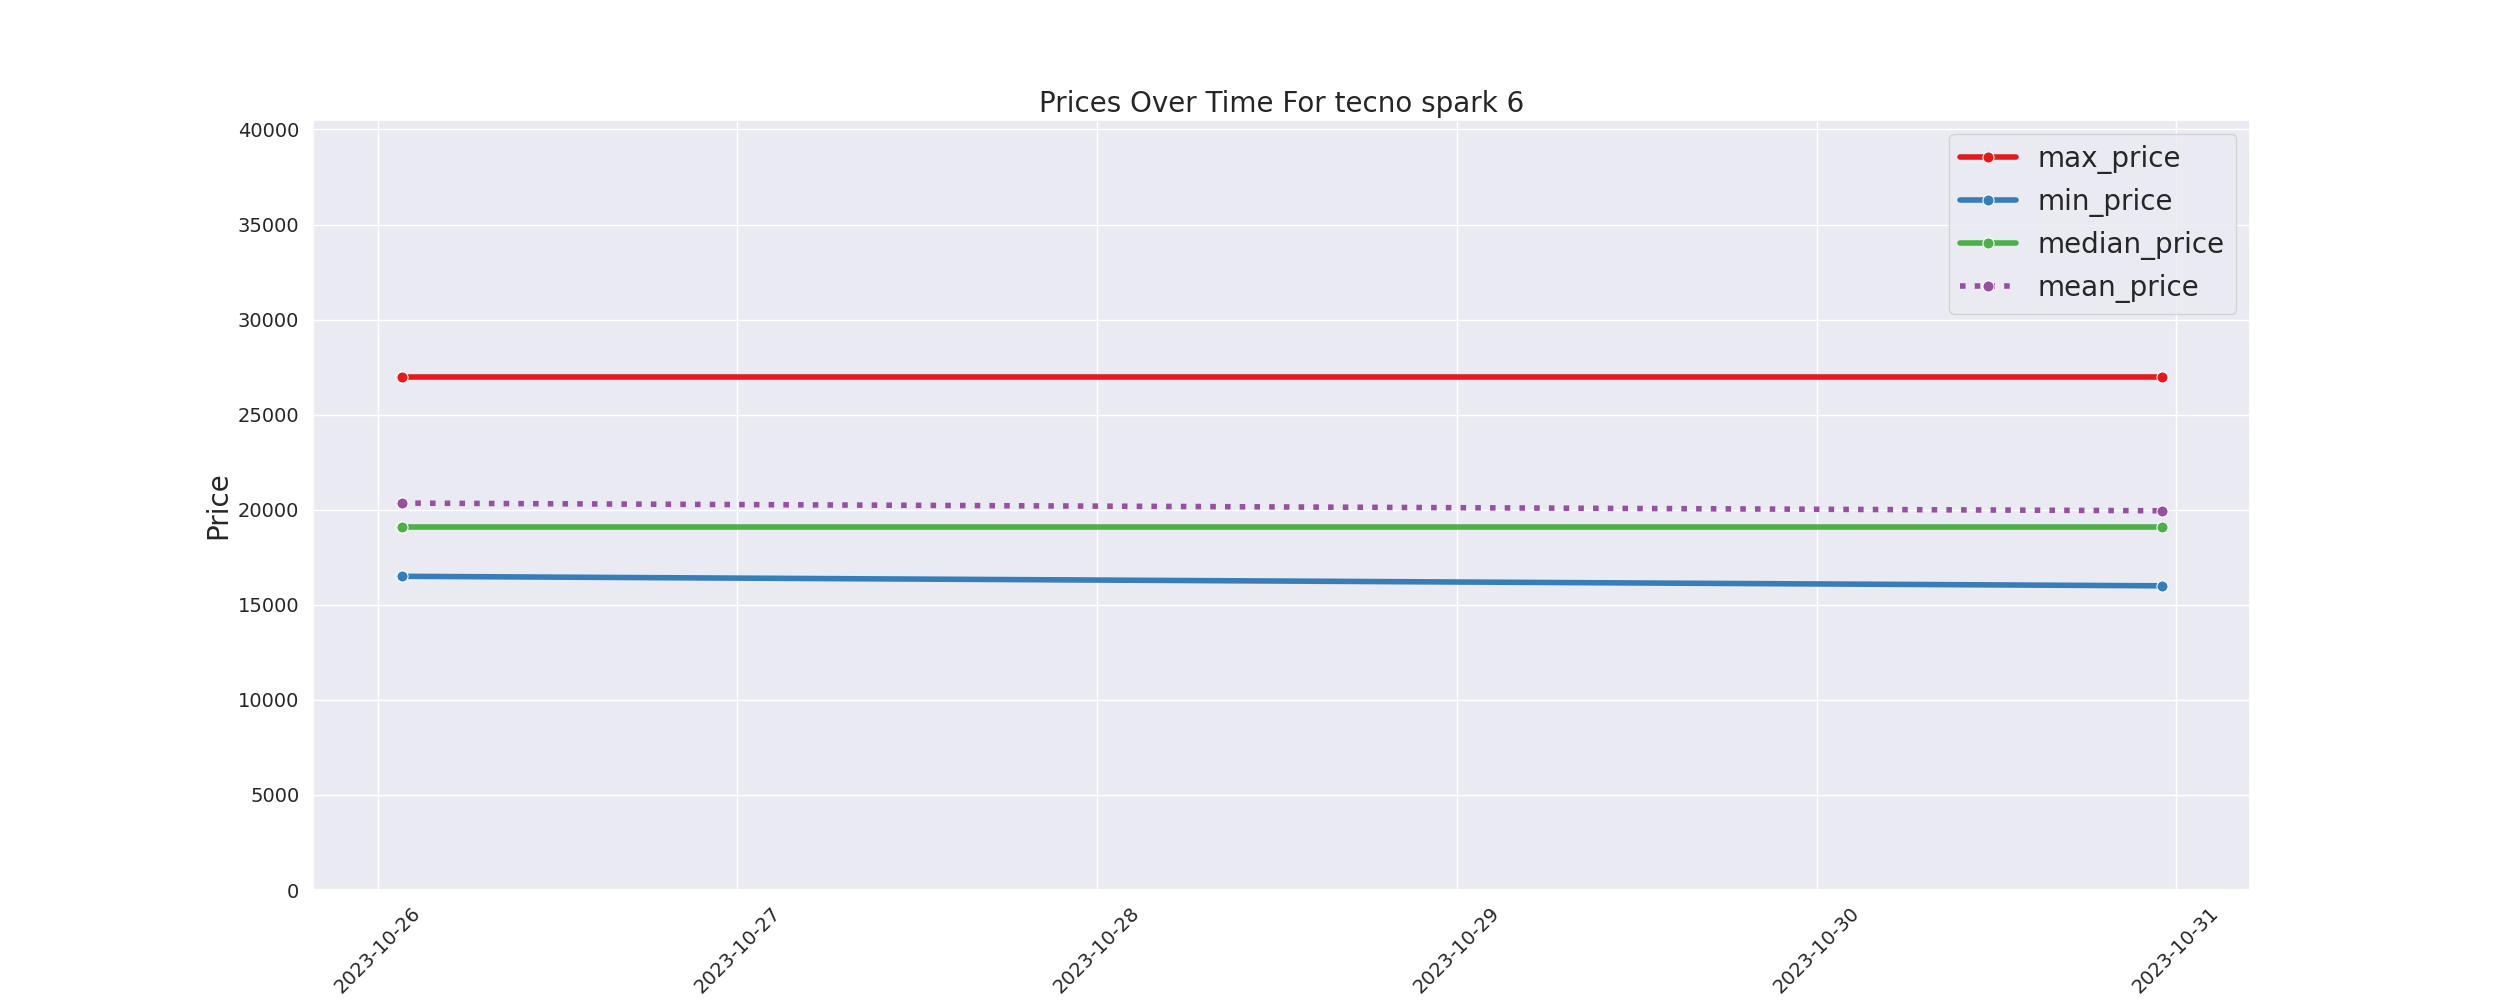 Prices Over Time For tecno spark 6
40000
35000
30000
25000
20000
15000
10000
5000
0
Price
max_price
min_price
median_price
mean_price
2023-10-26
2023-10-27
2023-10-28
2023-10-29
2023-10-30
2023-10-31